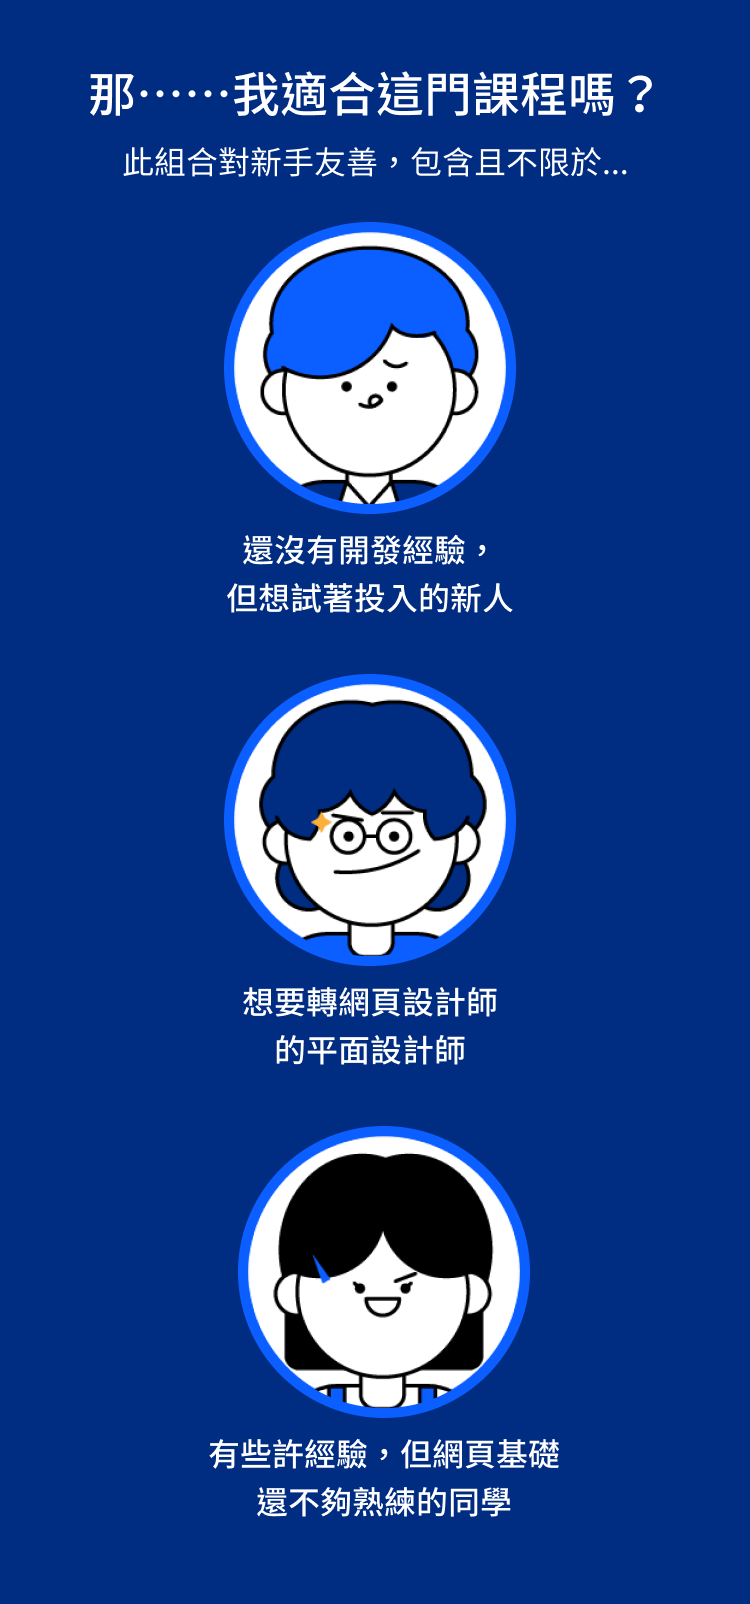 那⋯⋯我適合這門課程嗎？
此組合對新手友善，包含且不限於...
還沒有開發經驗，
但想試著投入的新人
想要轉網頁設計師
的平面設計師
有些許經驗，但網頁基礎
還不夠熟練的同學